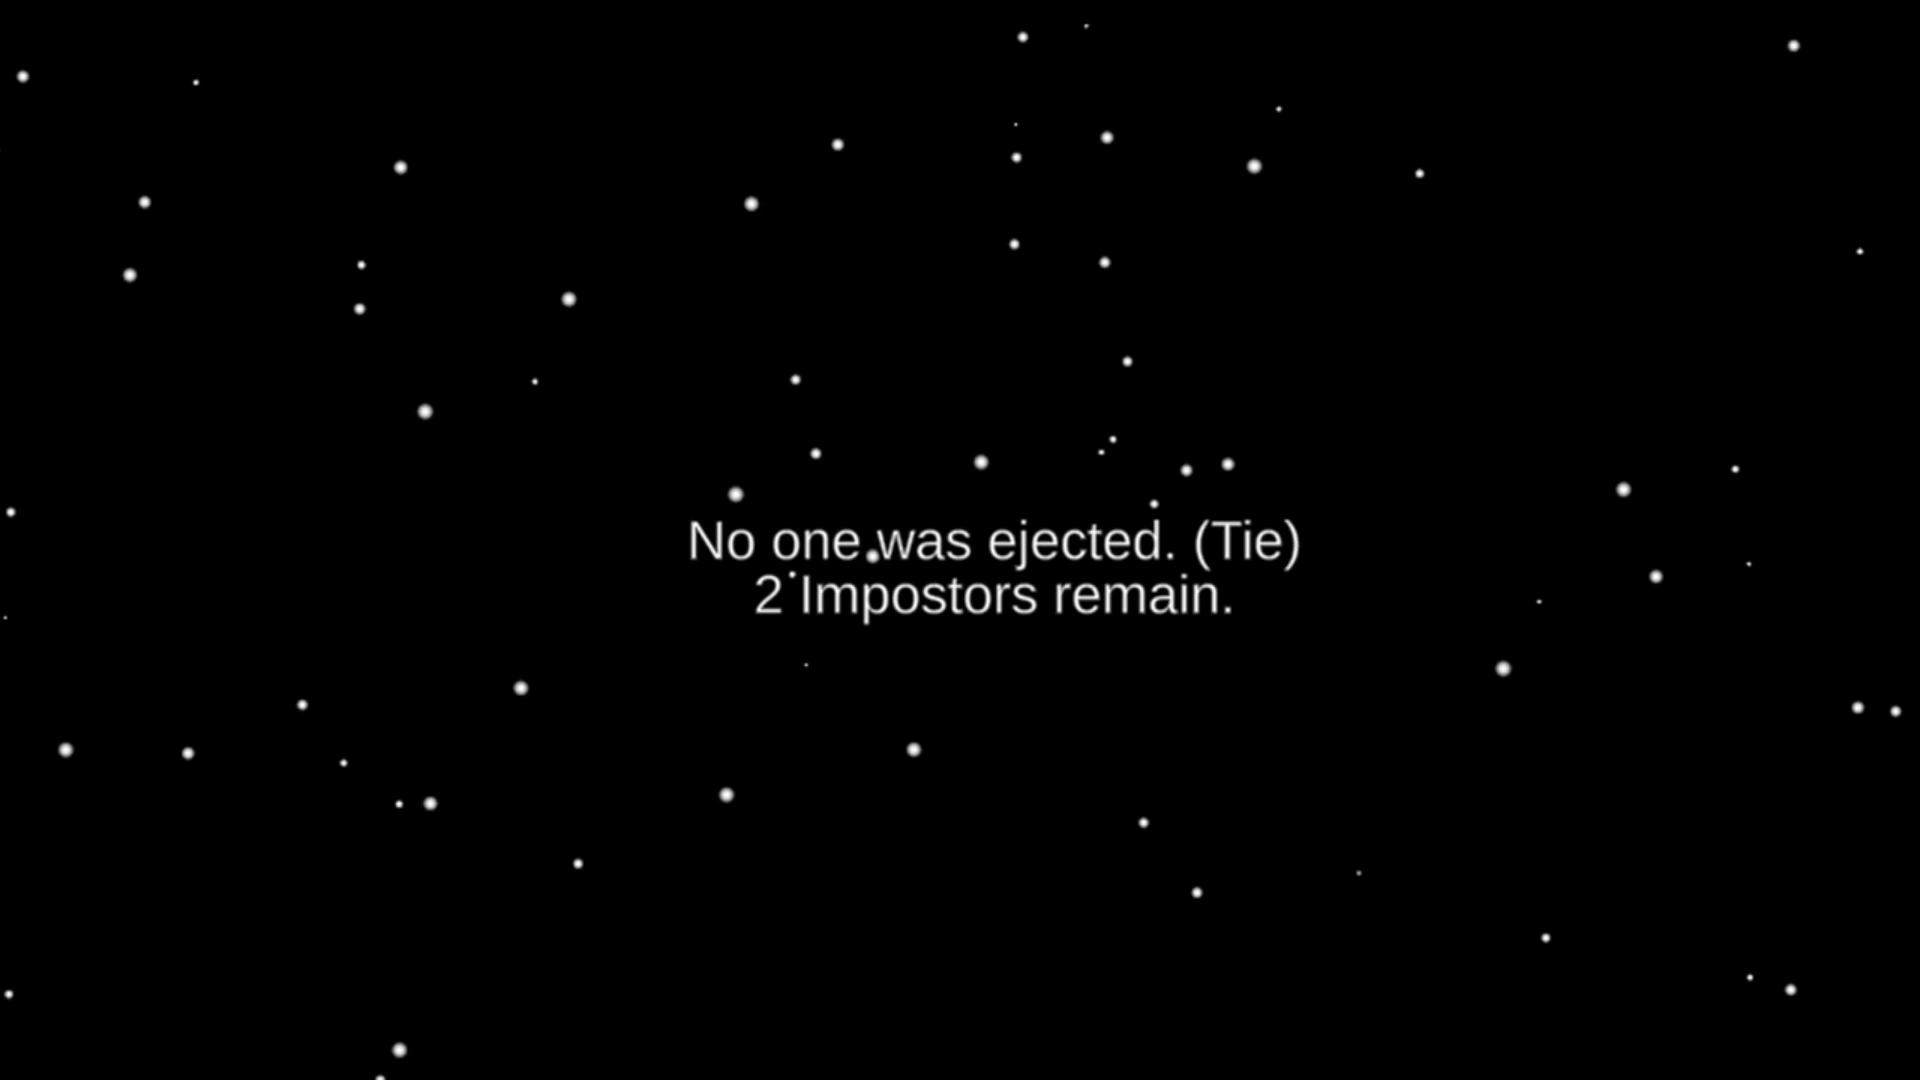 No one was ejected. (Tie)
2 Impostors remain.